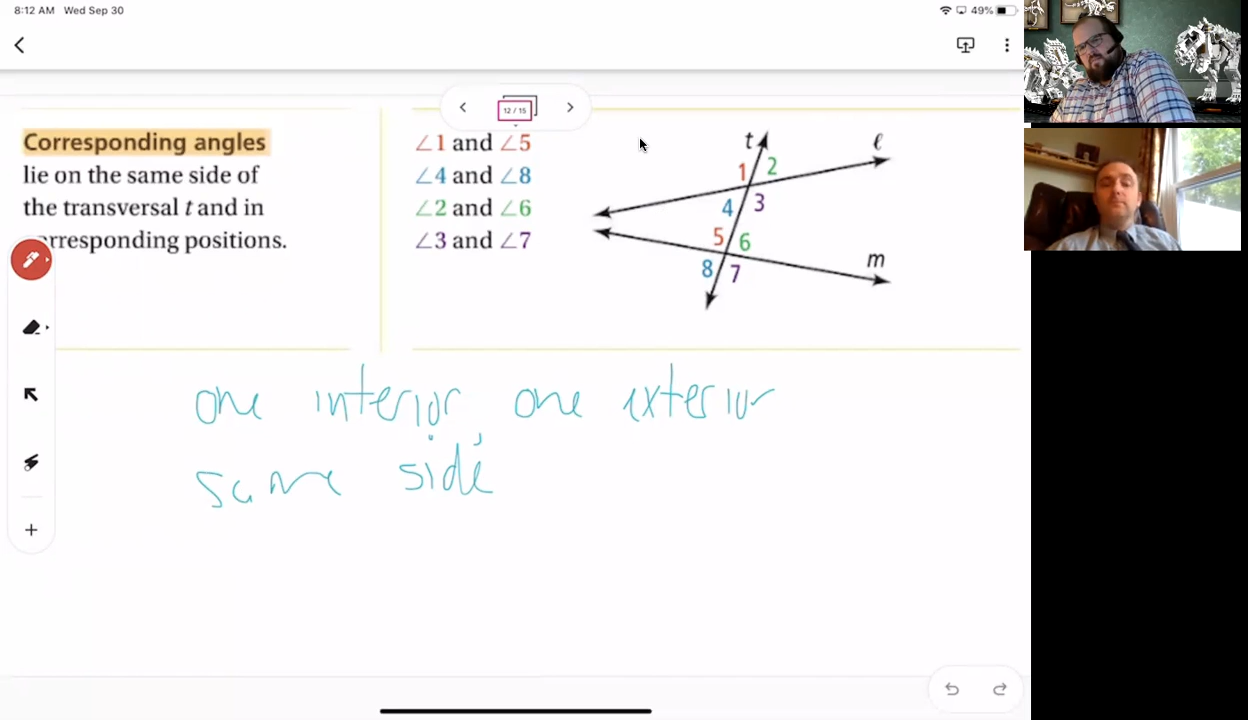 8:12 AM Wed Sep 30
49%
12 / 15
Corresponding angles
lie on the same side of
the transversal t and in
orresponding positions.
∠1 and ∠5
∠4 and ∠8
∠2 and ∠6
∠3 and ∠7
t
ℓ
1 2
4 3
5 6
8 7
m
one interior, one exterior
same side